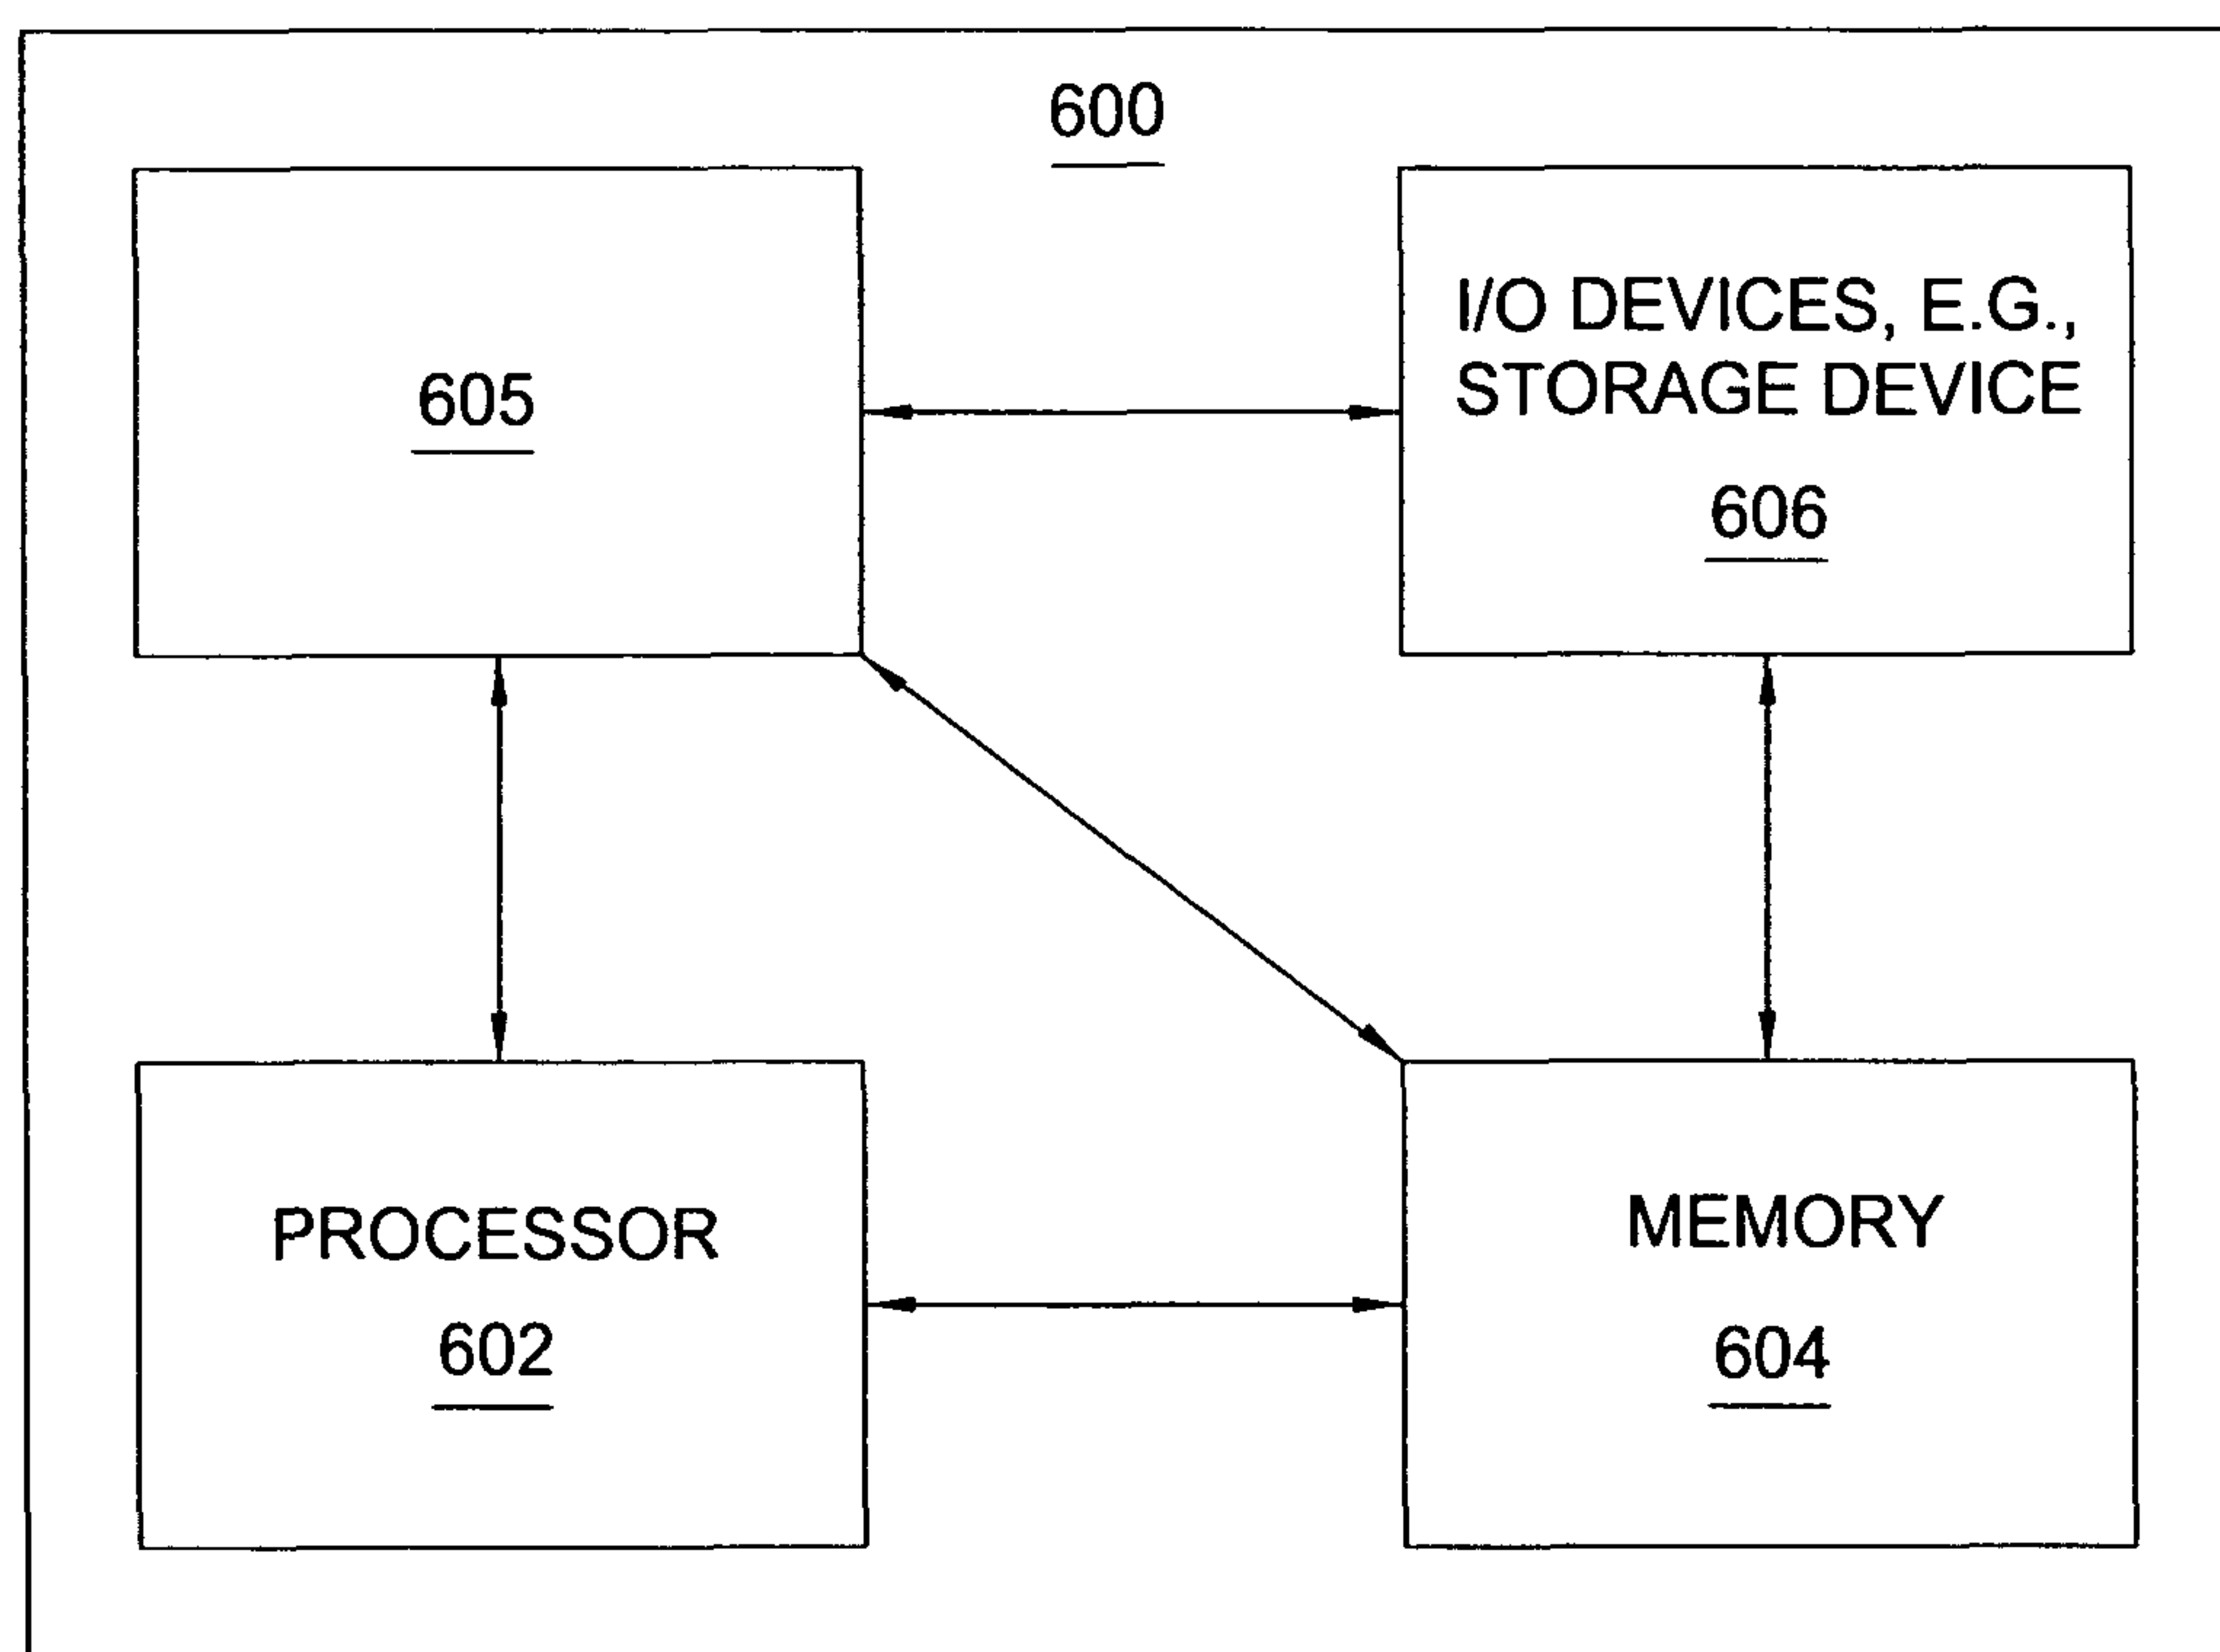 600
605
I/O DEVICES, E.G.,
STORAGE DEVICE
606
PROCESSOR
602
MEMORY
604